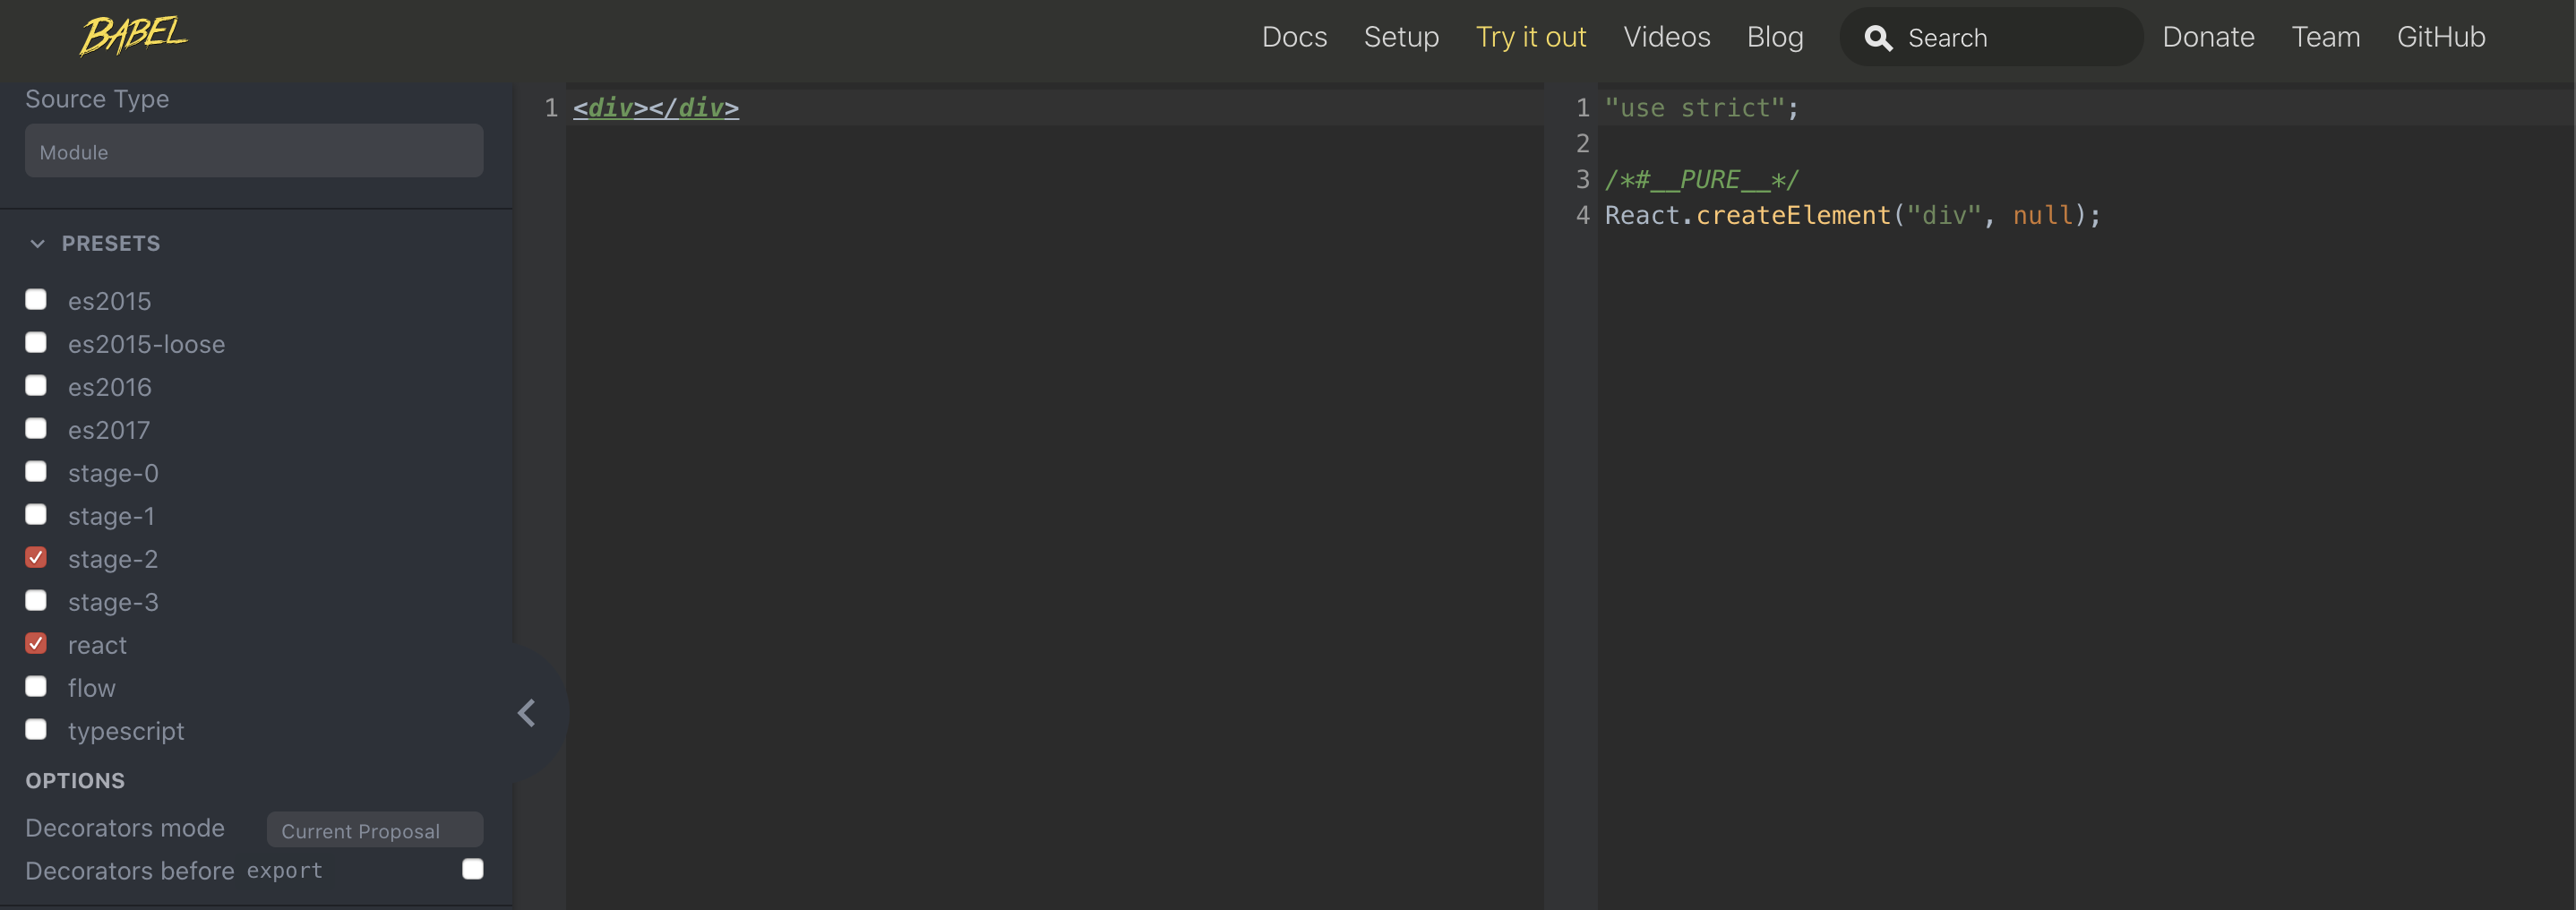 BABEL
Docs Setup Try it out Videos Blog Search Donate Team GitHub
Source Type
Module
PRESETS
es2015
es2015-loose
es2016
es2017
stage-0
stage-1
stage-2
stage-3
react
flow
typescript
OPTIONS
Decorators mode Current Proposal
Decorators before export
1 <div></div>
1 "use strict";
2
3 /*#__PURE__*/
4 React.createElement("div", null);